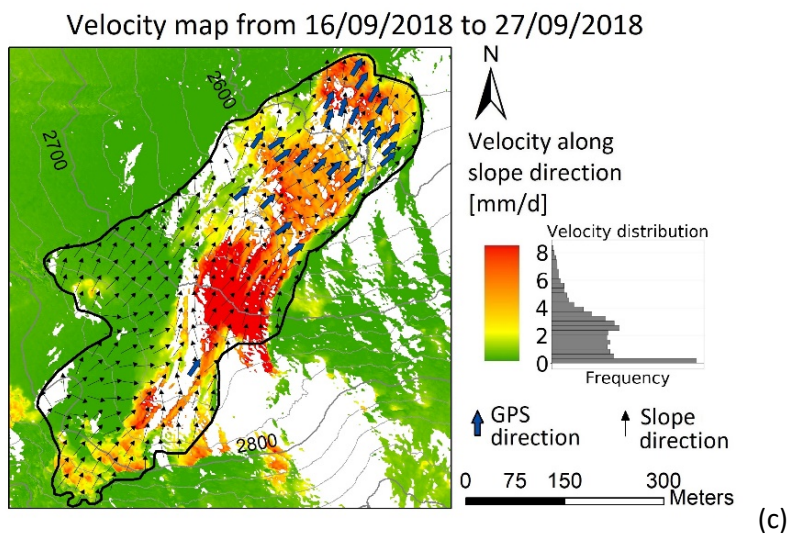 Velocity map from 16/09/2018 to 27/09/2018
2600
2700
2800
N
Velocity along
slope direction
[mm/d]
Velocity distribution
8
6
4
2
0
Frequency
GPS
direction
Slope
direction
0 75 150 300
Meters
(c)